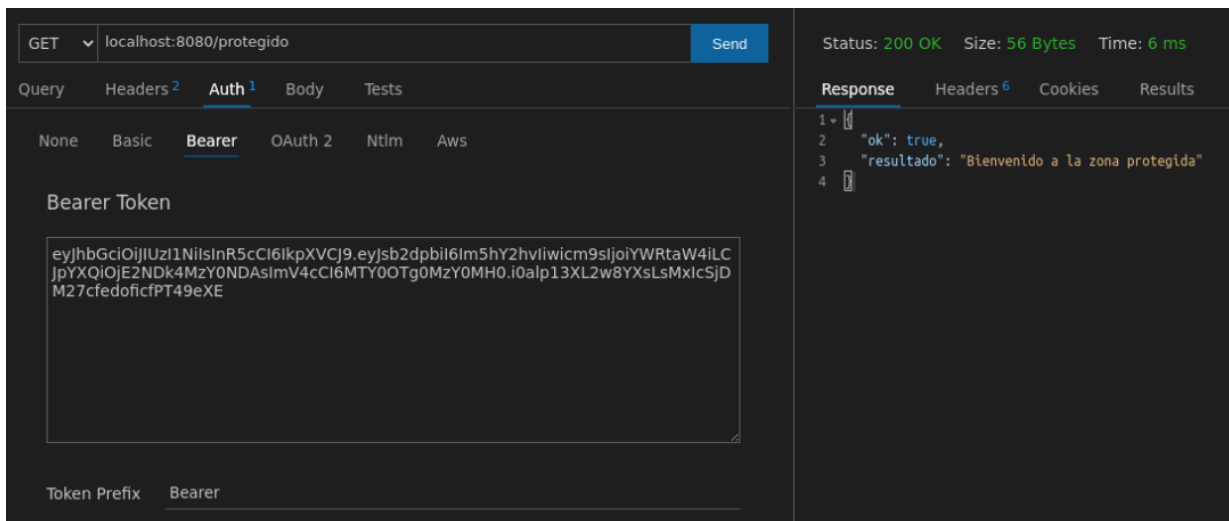 GET localhost:8080/protegido Send
Query Headers 2 Auth 1 Body Tests
None Basic Bearer OAuth 2 Ntlm Aws
Bearer Token
eyJhbGciOiJIUzI1NiIsInR5cCI6IkpXVCJ9.eyJsb2dpbiI6Im5hY2hvIiwicm9sIjoiYWRtaW4iLC
JpYXQiOjE2NDk4MzY0NDAsImV4cCI6MTY0OTg0MzY0MH0.i0alp13XL2w8YXsLsMxIcSjD
M27cfedoficfPT49eXE
Token Prefix Bearer
Status: 200 OK Size: 56 Bytes Time: 6 ms
Response Headers 6 Cookies Results
1 {
2 "ok": true,
3 "resultado": "Bienvenido a la zona protegida"
4 }